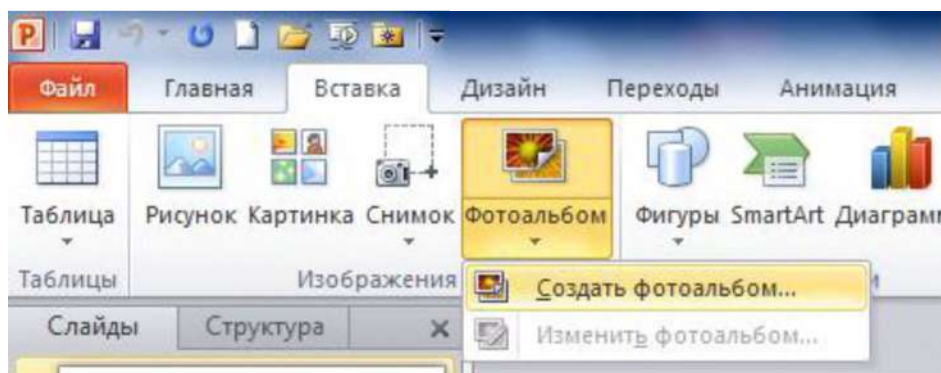 P
Файл Главная Вставка Дизайн Переходы Анимация
Таблица Рисунок Картинка Снимок Фотоальбом Фигуры SmartArt Диаграм
Таблицы Изображения
Создать фотоальбом...
Слайды Структура
Изменить фотоальбом...